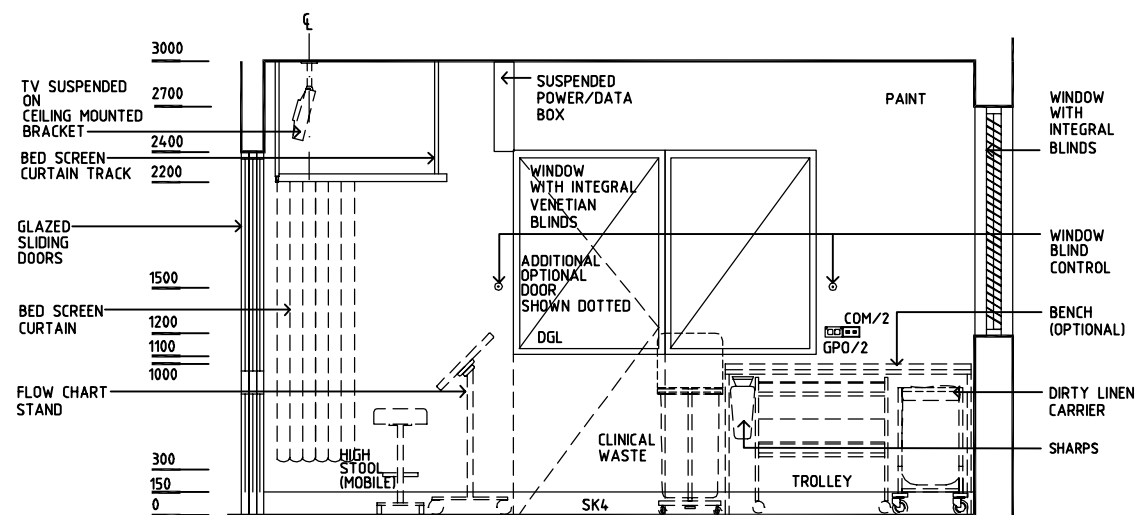 ℄
3000
TV SUSPENDED
ON
CEILING MOUNTED
BRACKET
2700
2400
BED SCREEN
CURTAIN TRACK
2200
GLAZED
SLIDING
DOORS
1500
BED SCREEN
CURTAIN
1200
1100
1000
FLOW CHART
STAND
300
150
0
SUSPENDED
POWER/DATA
BOX
PAINT
WINDOW
WITH INTEGRAL
VENETIAN
BLINDS
ADDITIONAL
OPTIONAL
DOOR
SHOWN DOTTED
DGL
COM/2
GPO/2
HIGH
STOOL
(MOBILE)
CLINICAL
WASTE
TROLLEY
SK4
WINDOW
WITH
INTEGRAL
BLINDS
WINDOW
BLIND
CONTROL
BENCH
(OPTIONAL)
DIRTY LINEN
CARRIER
SHARPS